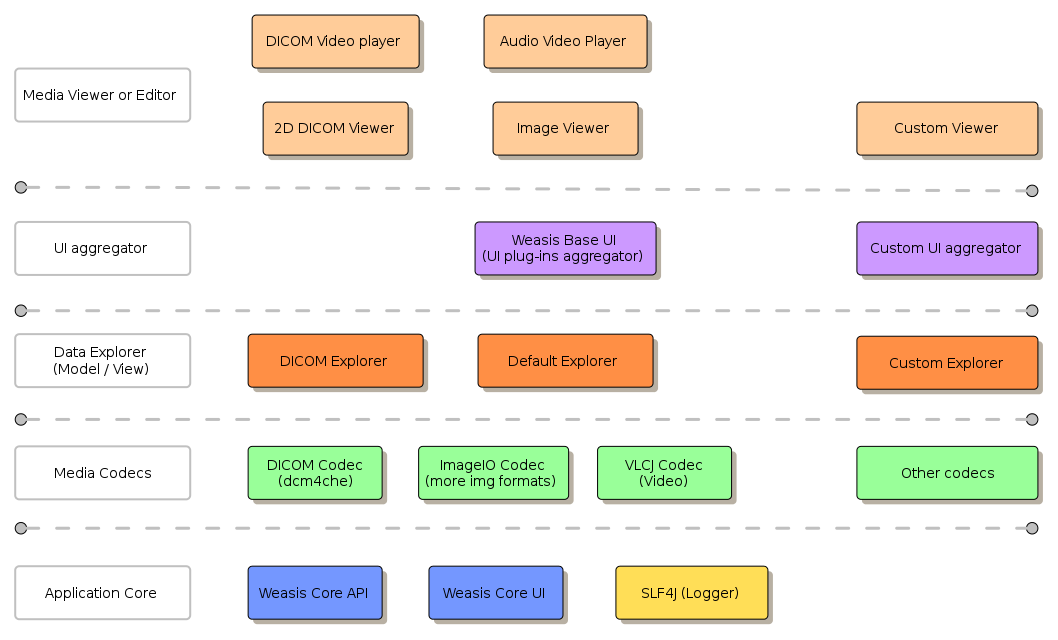 DICOM Video player
Audio Video Player
Media Viewer or Editor
2D DICOM Viewer
Image Viewer
Custom Viewer
UI aggregator
Weasis Base UI
(UI plug-ins aggregator)
Custom UI aggregator
Data Explorer
(Model / View)
DICOM Explorer
Default Explorer
Custom Explorer
Media Codecs
DICOM Codec
(dcm4che)
ImageIO Codec
(more img formats)
VLCJ Codec
(Video)
Other codecs
Application Core
Weasis Core API
Weasis Core UI
SLF4J (Logger)